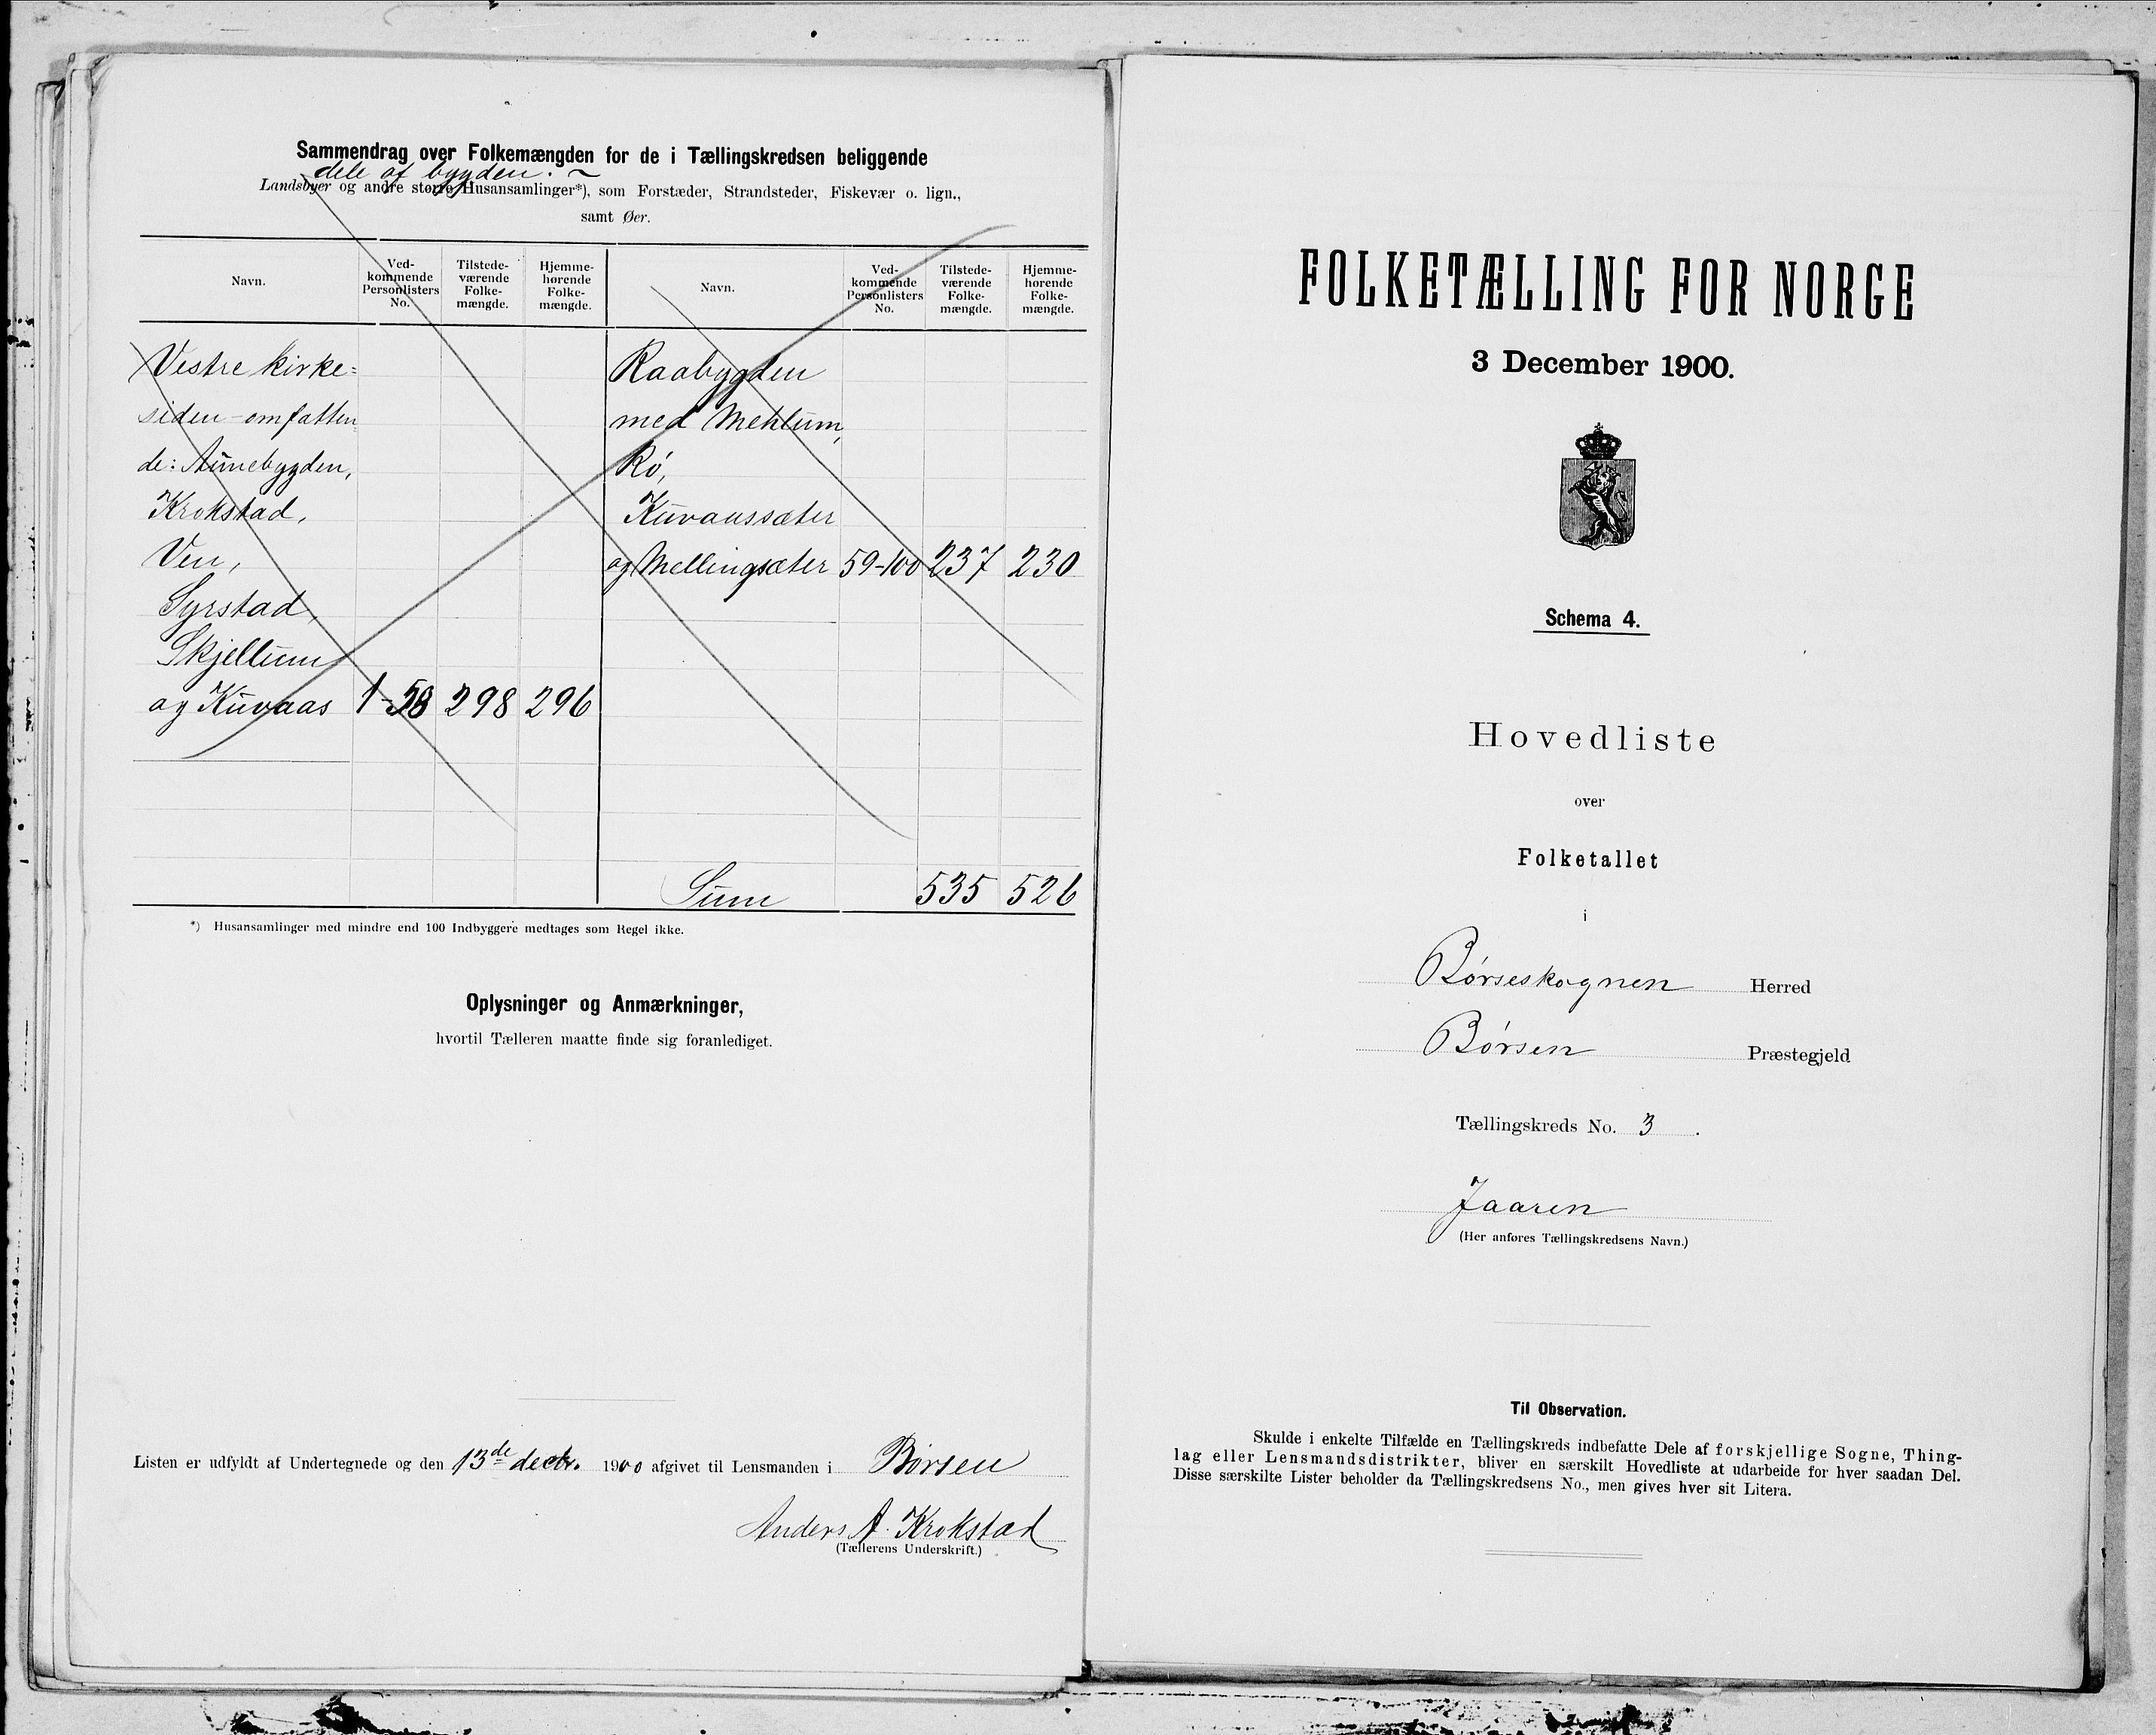 Sammendrag over Folkemængden for de i Tællingskredsen beliggende
dele af bygden:
Landsbyer og andre større Husansamlinger*), som Forstæder, Strandsteder, Fiskevær o. lign.,
samt Øer.
Navn. Ved-kommende Personlisters No. Tilstede-værende Folke-mængde. Hjemme-hørende Folke-mængde. Navn. Ved-kommende Personlisters No. Tilstede-værende Folke-mængde. Hjemme-hørende Folke-mængde.
Vestre kirke=
siden - omfatten
de: Aunebygden,
Krokstad,
Ven,
Syrstad,
Skjellum
og Kuvaas 1-58 298 296
Raabygden
med Mehlum,
Rø,
Kuvaussæter
og Mellingsæter 59-100 237 230
Sum 535 526
*) Husansamlinger med mindre end 100 Indbyggere medtages som Regel ikke.
Oplysninger og Anmærkninger,
hvortil Tælleren maatte finde sig foranlediget.
Listen er udfyldt af Undertegnede og den 13de decbr. 1900 afgivet til Lensmanden i Børsen
Anders A. Krokstad
(Tællerens Underskrift.)
FOLKETÆLLING FOR NORGE
3 December 1900.
Schema 4.
Hovedliste
over
Folketallet
i
Børseskognen Herred
Børsen Præstegjeld
Tællingskreds No. 3.
Jaaren
(Her anføres Tællingskredsens Navn.)
Til Observation.
Skulde i enkelte Tilfælde en Tællingskreds indbefatte Dele af forskjellige Sogne, Thing-
lag eller Lensmandsdistrikter, bliver en særskilt Hovedliste at udarbeide for hver saadan Del.
Disse særskilte Lister beholder da Tællingskredsens No., men gives hver sit Litera.